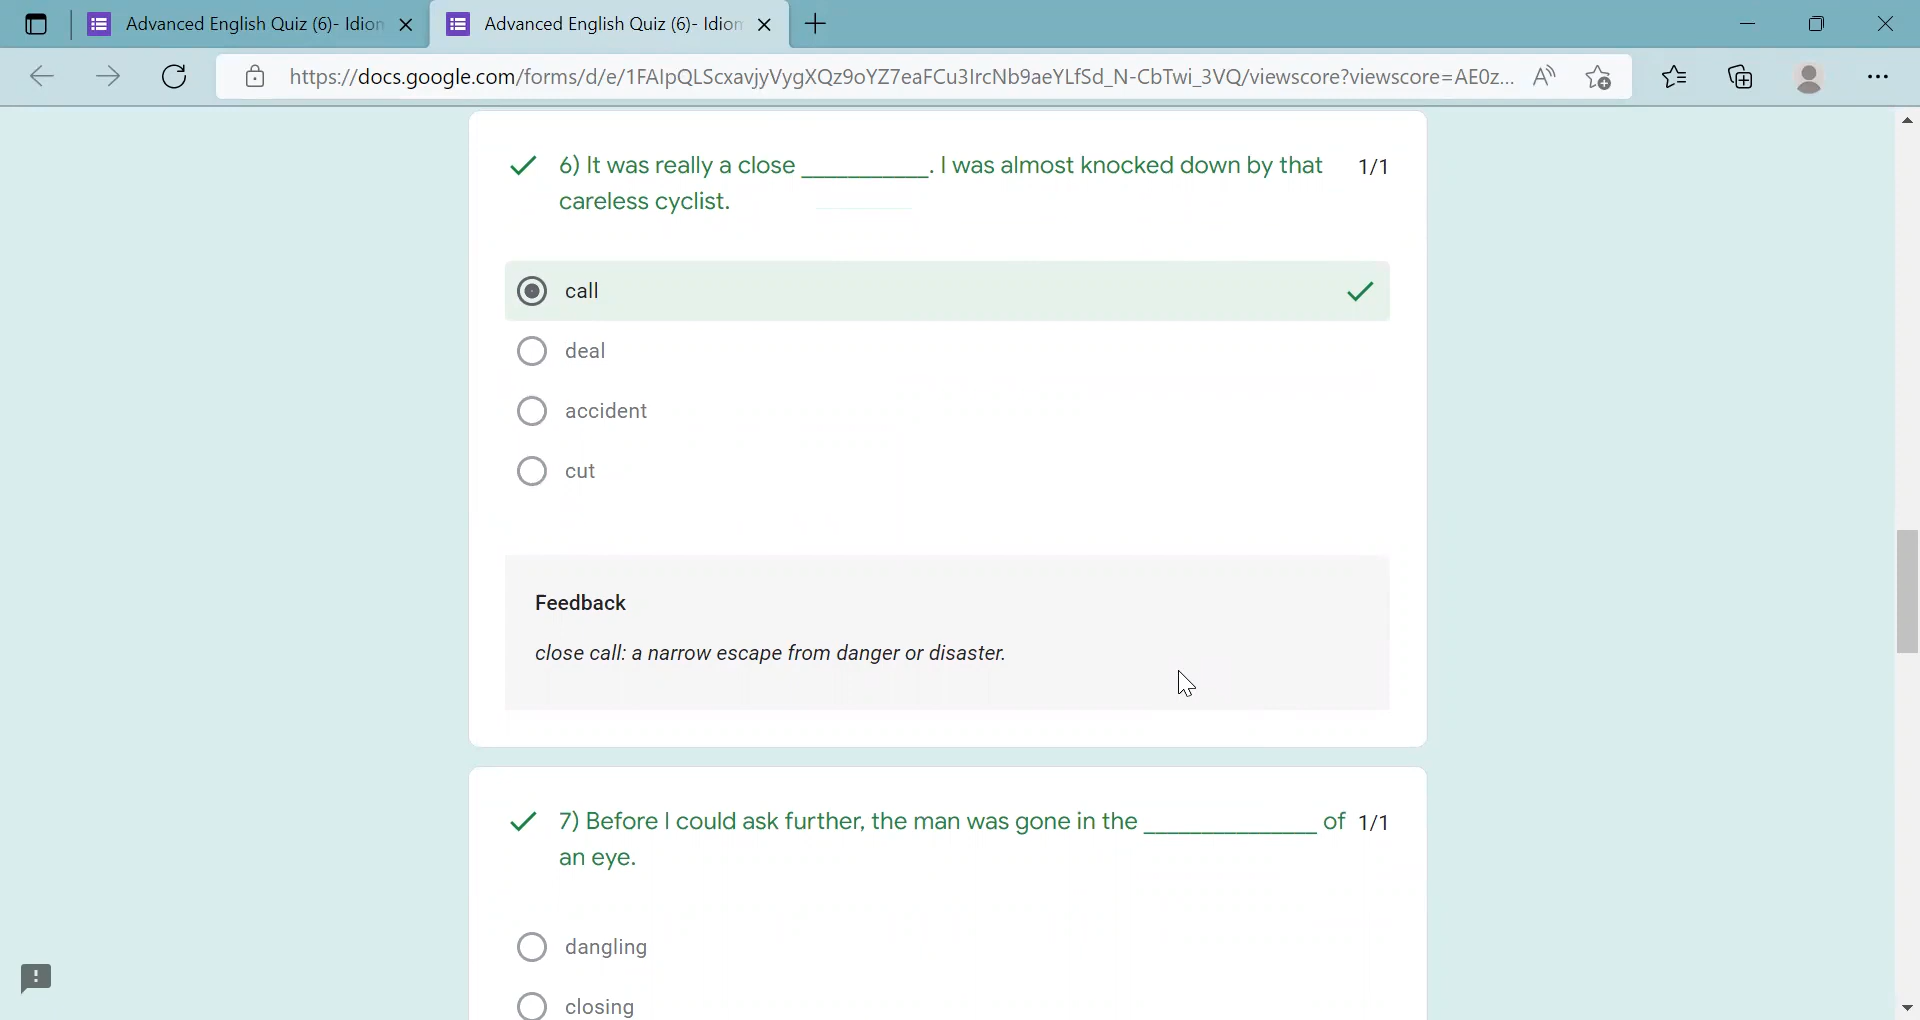 Advanced English Quiz (6)- Idion
Advanced English Quiz (6)- Idion
https://docs.google.com/forms/d/e/1FAIpQLScxavjyVygXQz9oYZ7eaFCu3IrcNb9aeYLfSd_N-CbTwi_3VQ/viewscore?viewscore=AE0z...
6) It was really a close __________. I was almost knocked down by that 1/1
careless cyclist.
call
deal
accident
cut
Feedback
close call: a narrow escape from danger or disaster.
7) Before I could ask further, the man was gone in the ______________ of 1/1
an eye.
dangling
closing